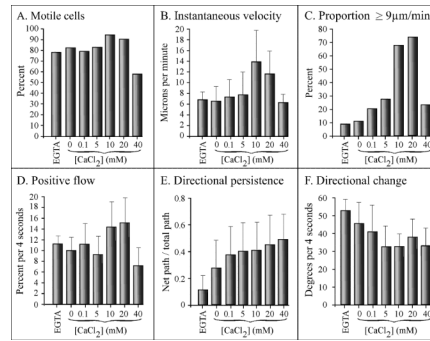 A. Motile cells
Percent
100
90
80
70
60
50
40
30
20
10
0
EGTA
0 0.1 5 10 20 40
[CaCl2] (mM)
B. Instantaneous velocity
Microns per minute
20
18
16
14
12
10
8
6
4
2
0
EGTA
0 0.1 5 10 20 40
[CaCl2] (mM)
C. Proportion ≥ 9μm/min
Percent
80
70
60
50
40
30
20
10
0
EGTA
0 0.1 5 10 20 40
[CaCl2] (mM)
D. Positive flow
Percent per 4 seconds
20
18
16
14
12
10
8
6
4
2
0
EGTA
0 0.1 5 10 20 40
[CaCl2] (mM)
E. Directional persistence
Net path / total path
0.8
0.6
0.4
0.2
0
EGTA
0 0.1 5 10 20 40
[CaCl2] (mM)
F. Directional change
Degrees per 4 seconds
60
50
40
30
20
10
0
EGTA
0 0.1 5 10 20 40
[CaCl2] (mM)